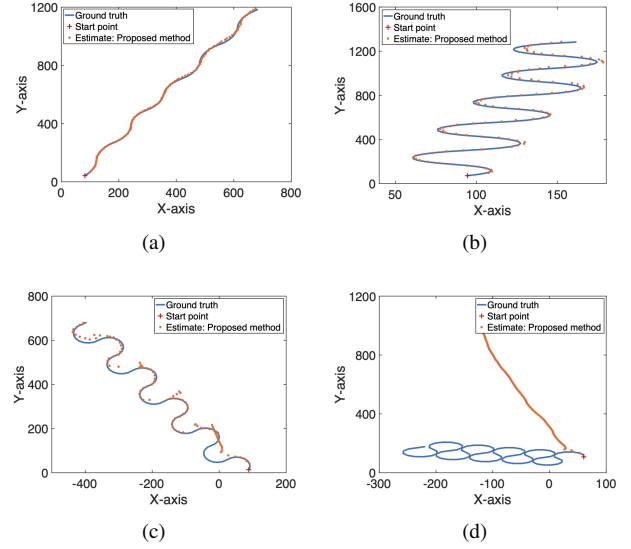 1200
Ground truth
Start point
Estimate: Proposed method
800
400
0
0 200 400 600 800
Y-axis
X-axis
(a)
1600
Ground truth
Start point
Estimate: Proposed method
1200
800
400
0
50 100 150
Y-axis
X-axis
(b)
800
Ground truth
Start point
Estimate: Proposed method
600
400
200
0
-400 -200 0 200
Y-axis
X-axis
(c)
1200
Ground truth
Start point
Estimate: Proposed method
800
400
0
-300 -200 -100 0 100
Y-axis
X-axis
(d)